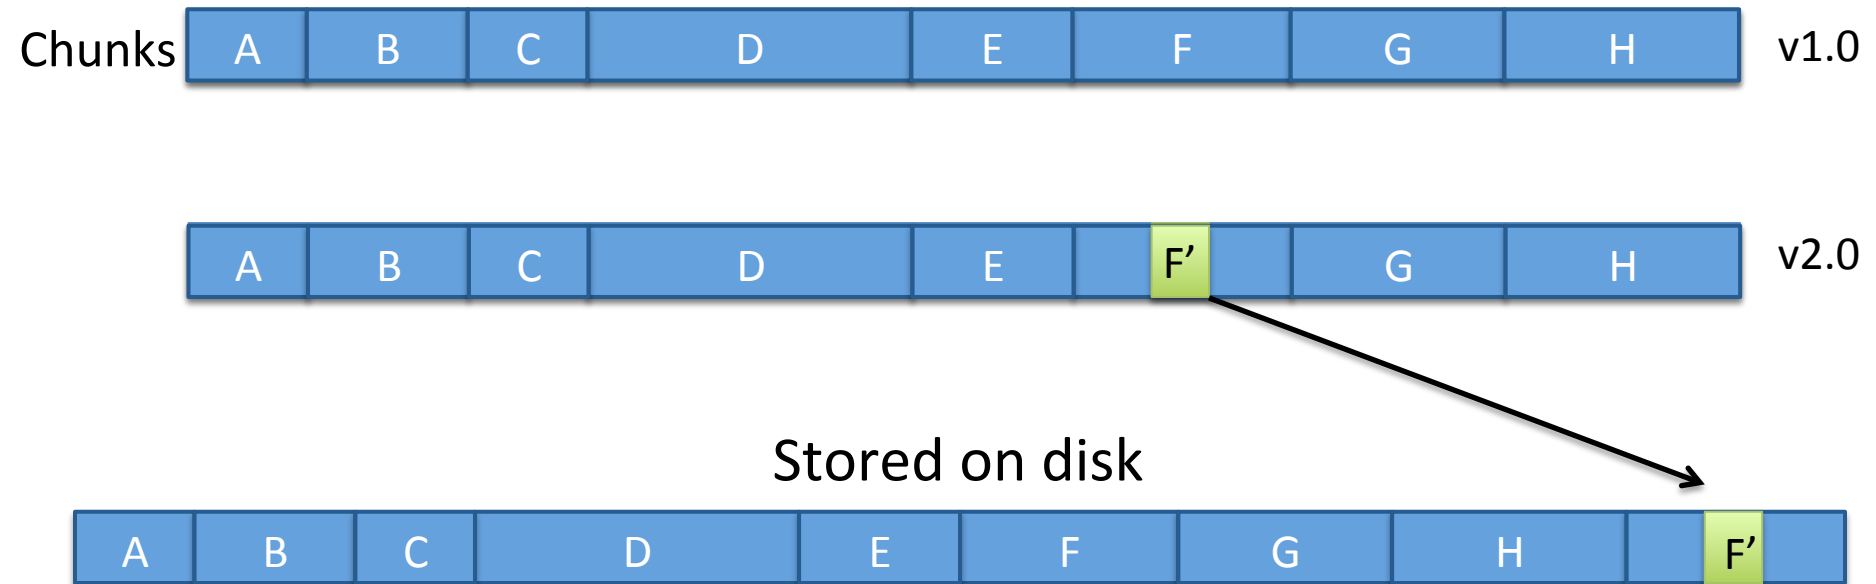 Chunks A B C D E F G H v1.0
A B C D E F’ G H v2.0
Stored on disk
A B C D E F G H F’